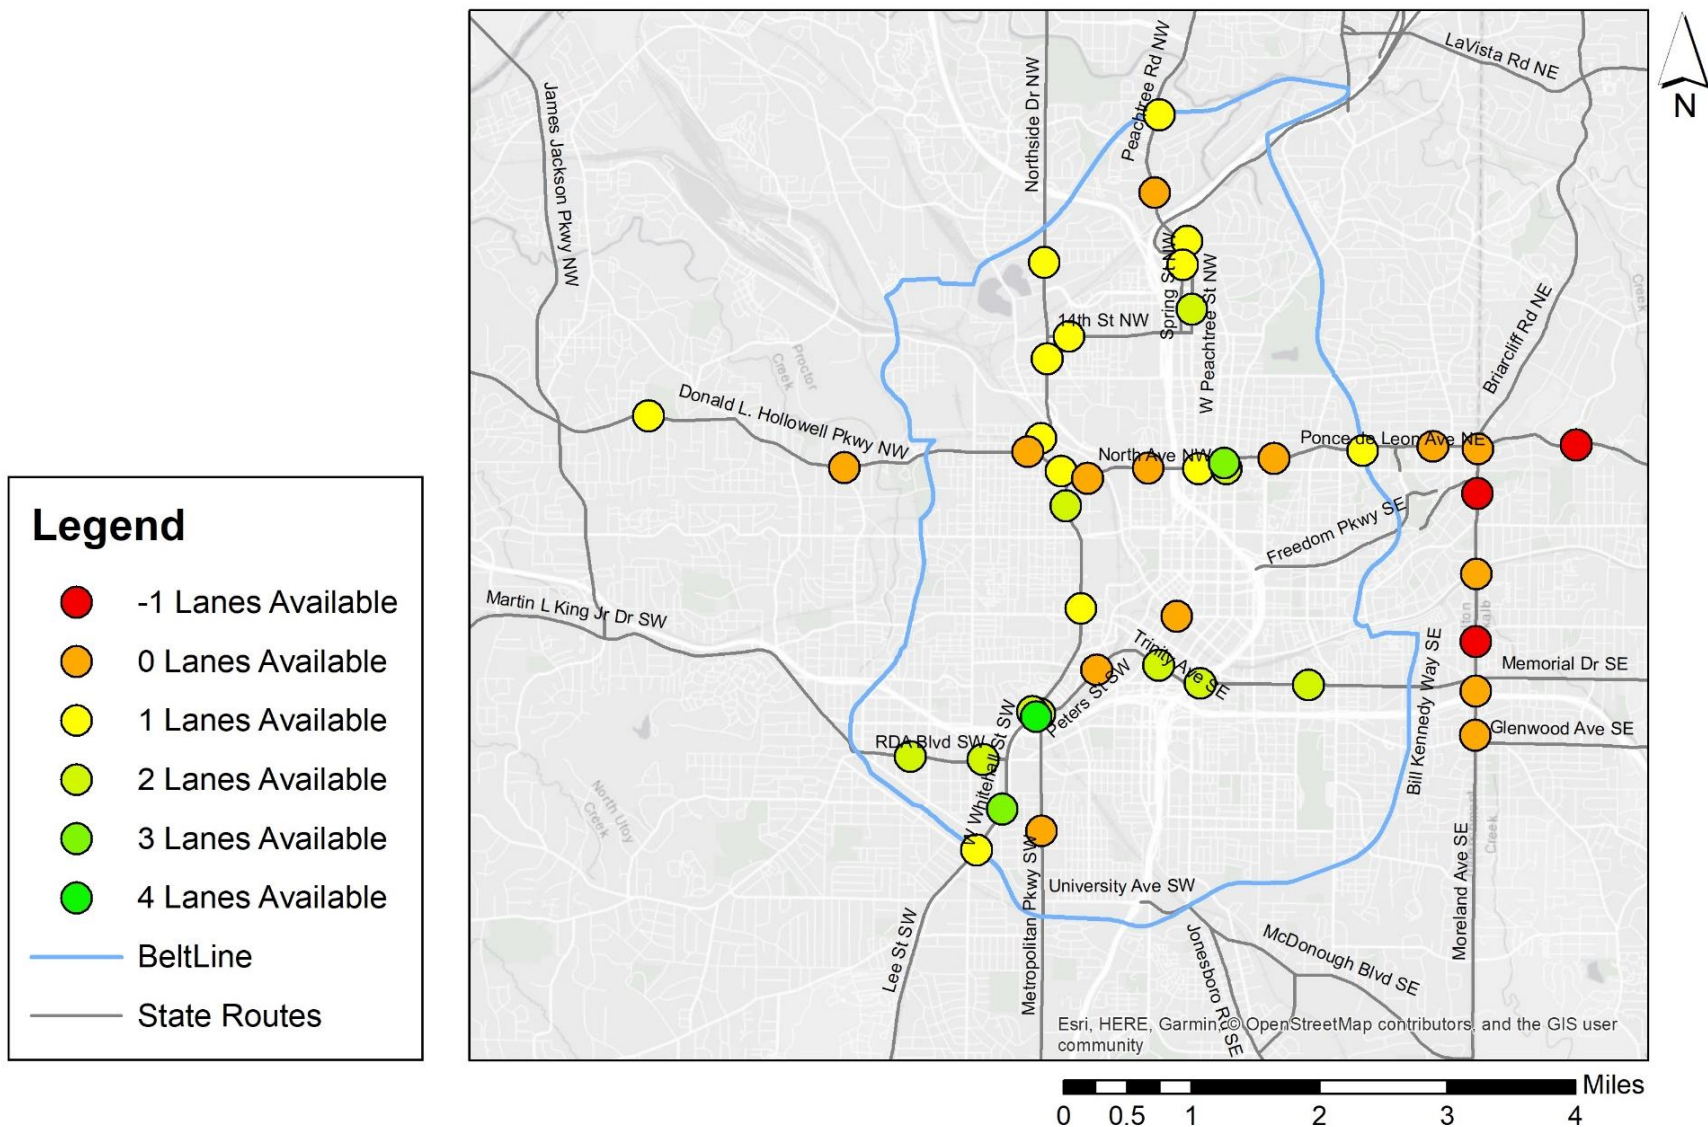 LaVista Rd NE
N
Peachtree Rd NW
Northside Dr NW
James Jackson Pkwy NW
Spring St NW
W Peachtree St NW
14th St NW
Briarcliff Rd NE
Creek
Proctor
Creek
Donald L. Hollowell Pkwy NW
North Ave NW
Ponce de Leon Ave NE
Freedom Pkwy SE
Martin L King Jr Dr SW
Trinity Ave SE
Peters St SW
Bill Kennedy Way SE
Memorial Dr SE
Glenwood Ave SE
RDA Blvd SW
W Whitehall St SW
North Utoy
Creek
Creek
Metropolitan Pkwy SW
University Ave SW
Moreland Ave SE
Lee St SW
Jonesboro Rd SE
McDonough Blvd SE
Esri, HERE, Garmin, © OpenStreetMap contributors, and the GIS user
community
Legend
-1 Lanes Available
0 Lanes Available
1 Lanes Available
2 Lanes Available
3 Lanes Available
4 Lanes Available
BeltLine
State Routes
Miles
0 0.5 1 2 3 4